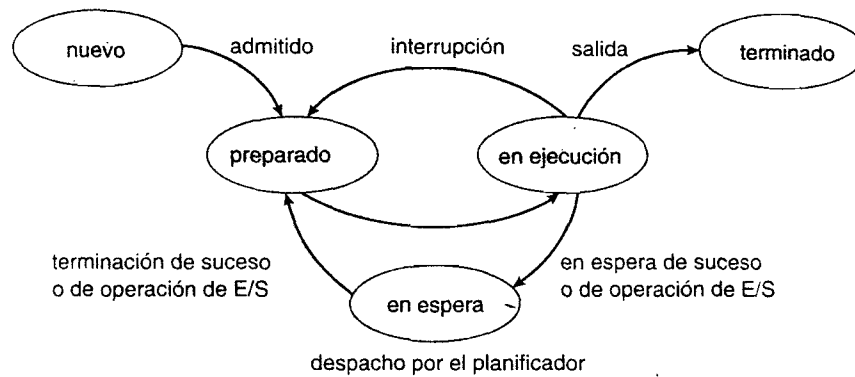 nuevo
admitido
interrupción
salida
terminado
preparado
en ejecución
terminación de suceso
o de operación de E/S
en espera de suceso
o de operación de E/S
en espera
despacho por el planificador